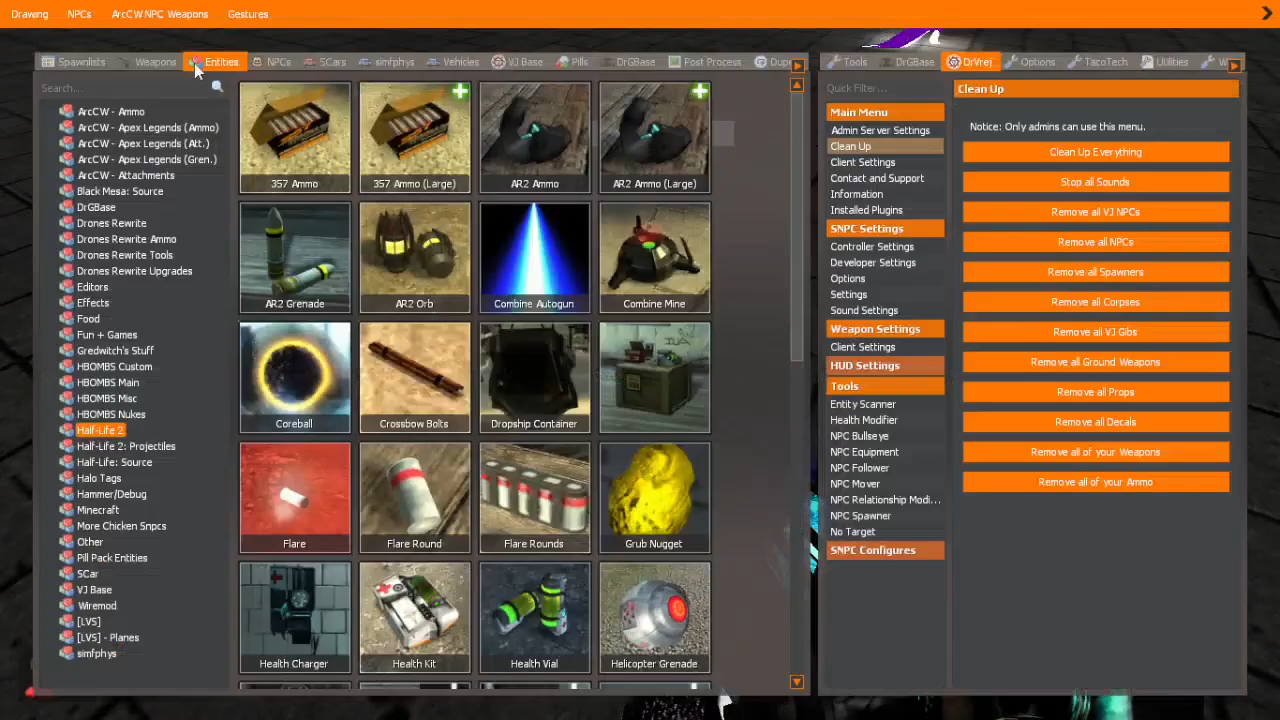 Drawing NPCs ArcCW NPC Weapons Gestures
Spawnlists Weapons Entities NPCs SCars simfphys Vehicles VJ Base Pills DrGBase Post Process Dup
Tools DrGBase DrVrej Options TacoTech Utilities W
Search...
ArcCW - Ammo
ArcCW - Apex Legends (Ammo)
ArcCW - Apex Legends (Att.)
ArcCW - Apex Legends (Gren.)
ArcCW - Attachments
Black Mesa: Source
DrGBase
Drones Rewrite
Drones Rewrite Ammo
Drones Rewrite Tools
Drones Rewrite Upgrades
Editors
Effects
Food
Fun + Games
Gredwitch's Stuff
HBOMBS Custom
HBOMBS Main
HBOMBS Misc
HBOMBS Nukes
Half-Life 2
Half-Life 2: Projectiles
Half-Life: Source
Halo Tags
Hammer/Debug
Minecraft
More Chicken Snpcs
Other
Pill Pack Entities
SCar
VJ Base
Wiremod
[LVS]
[LVS] - Planes
simfphys
357 Ammo 357 Ammo (Large) AR2 Ammo AR2 Ammo (Large)
AR2 Grenade AR2 Orb Combine Autogun Combine Mine
Coreball Crossbow Bolts Dropship Container
Flare Flare Round Flare Rounds Grub Nugget
Health Charger Health Kit Health Vial Helicopter Grenade
Quick Filter...
Main Menu
Admin Server Settings
Clean Up
Client Settings
Contact and Support
Information
Installed Plugins
SNPC Settings
Controller Settings
Developer Settings
Options
Settings
Sound Settings
Weapon Settings
Client Settings
HUD Settings
Tools
Entity Scanner
Health Modifier
NPC Bullseye
NPC Equipment
NPC Follower
NPC Mover
NPC Relationship Modi...
NPC Spawner
No Target
SNPC Configures
Clean Up
Notice: Only admins can use this menu.
Clean Up Everything
Stop all Sounds
Remove all VJ NPCs
Remove all NPCs
Remove all Spawners
Remove all Corpses
Remove all VJ Gibs
Remove all Ground Weapons
Remove all Props
Remove all Decals
Remove all of your Weapons
Remove all of your Ammo